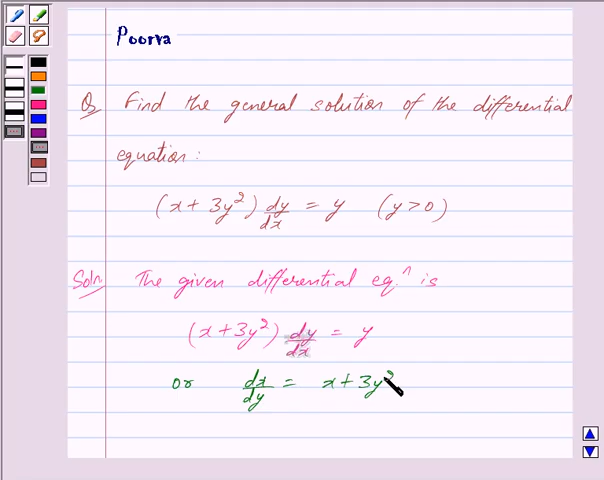 Poorva
Q Find the general solution of the differential
equation:
(x + 3y²) dy/dx = y (y > 0)
Soln The given differential eq.ⁿ is
(x + 3y²) dy/dx = y
or dx/dy = x + 3y²